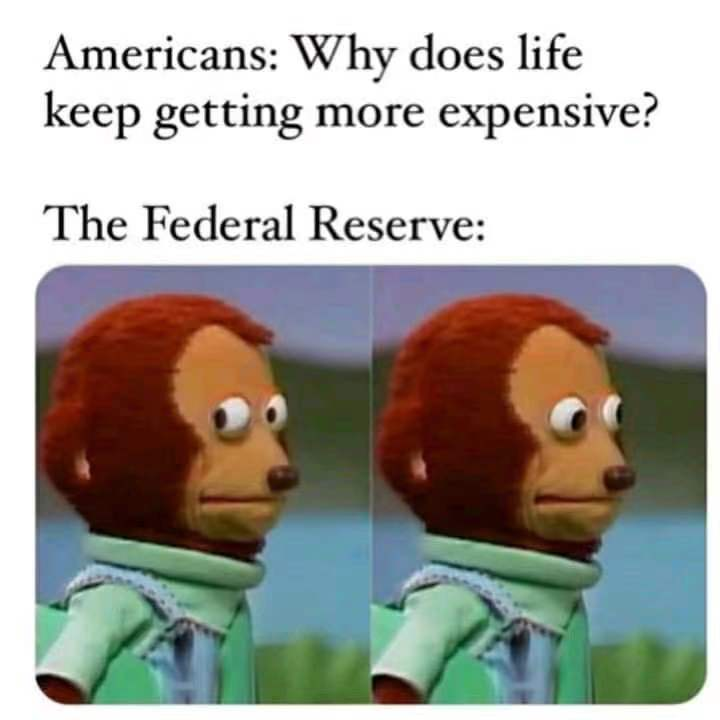 Americans: Why does life
keep getting more expensive?
The Federal Reserve: